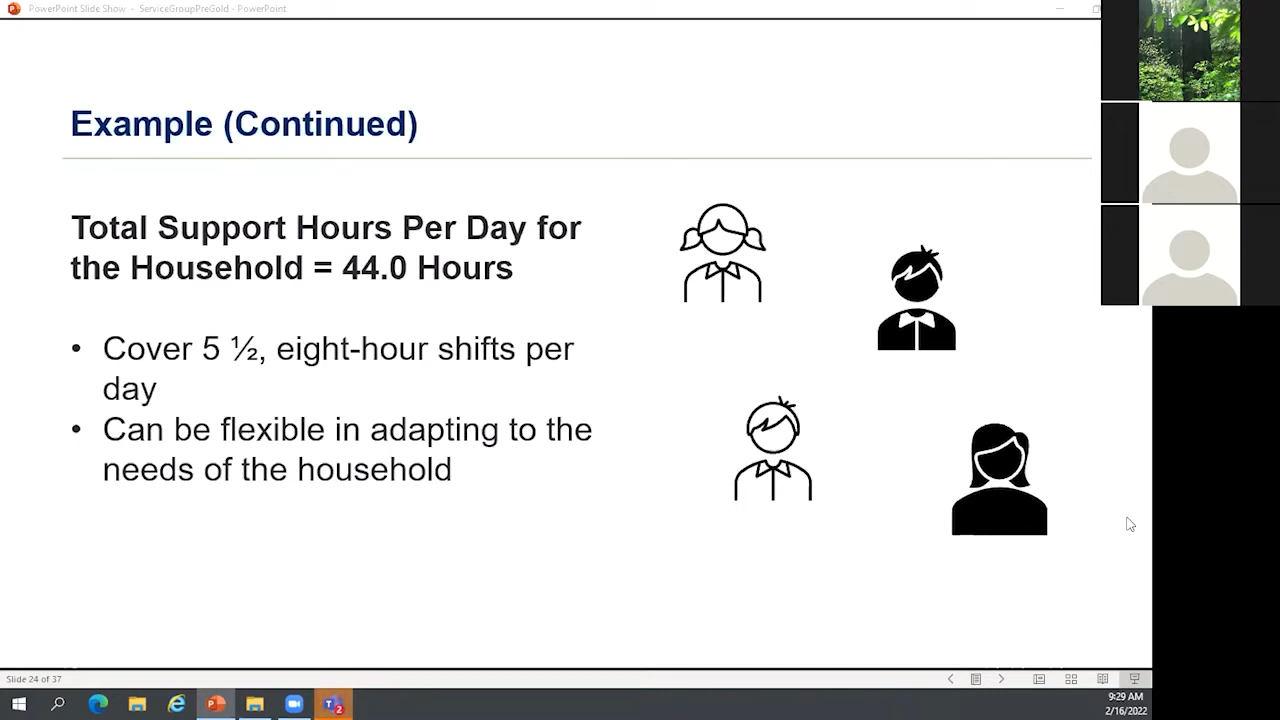 PowerPoint Slide Show - ServiceGroupPreGold - PowerPoint
Example (Continued)
Total Support Hours Per Day for
the Household = 44.0 Hours
• Cover 5 ½, eight-hour shifts per
day
• Can be flexible in adapting to the
needs of the household
Slide 24 of 37
2
9:29 AM
2/16/2022